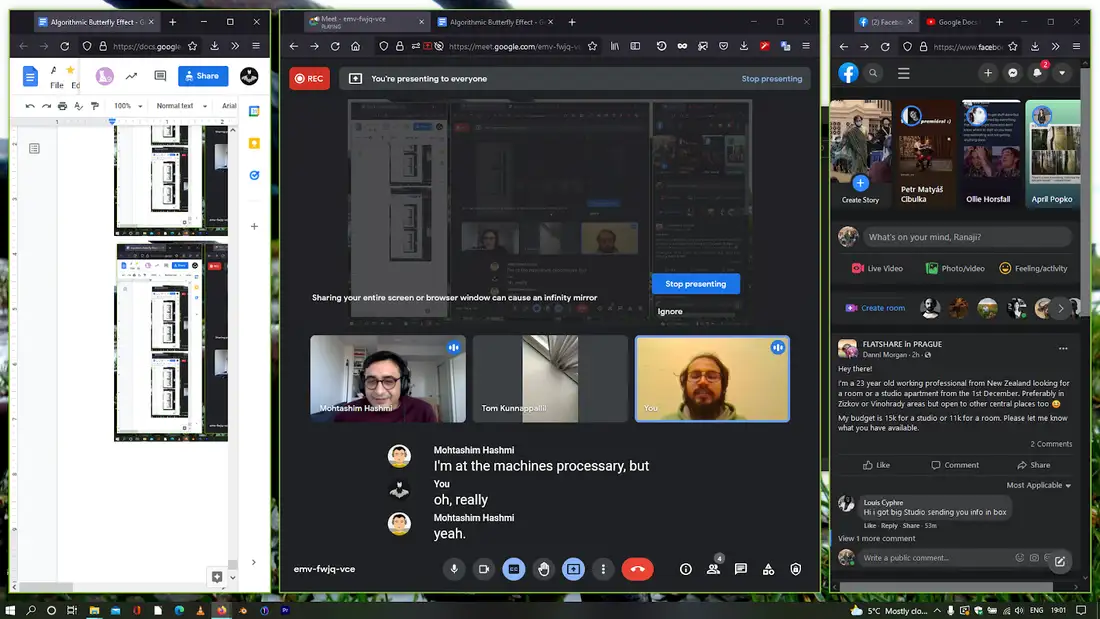 Algorithmic Butterfly Effect - G
https://docs.google.
File
Ed
Share
100%
Normal text
Arial
Meet - emv-fwjq-vce
PLAYING
Algorithmic Butterfly Effect - G
https://meet.google.com/emv-fwjq-v
REC
You're presenting to everyone
Stop presenting
Sharing your entire screen or browser window can cause an infinity mirror
Stop presenting
Ignore
Mohtashim Hashmi
Tom Kunnappallil
You
Mohtashim Hashmi
I'm at the machines processary, but
You
oh, really
Mohtashim Hashmi
yeah.
emv-fwjq-vce
4
(2) Facebook
Google Docs
https://www.facebo
2
Create Story
premiéra! :)
Petr Matyáš
Cibulka
Ollie Horsfall
April Popko
What's on your mind, Ranaji?
Live Video
Photo/video
Feeling/activity
Create room
FLATSHARE in PRAGUE
Danni Morgan · 2h ·
Hey there!
I'm a 23 year old working professional from New Zealand looking for
a room or a studio apartment from the 1st December. Preferably in
Zizkov or Vinohrady areas but open to other central places too 😊
My budget is 15k for a studio or 11k for a room. Please let me know
what you have available.
2 Comments
Like
Comment
Share
Most Applicable
Louis Cyphre
Hi i got big Studio sending you info in box
Like · Reply · Share · 53m
View 1 more comment
Write a public comment...
5°C Mostly clo...
ENG
19:01